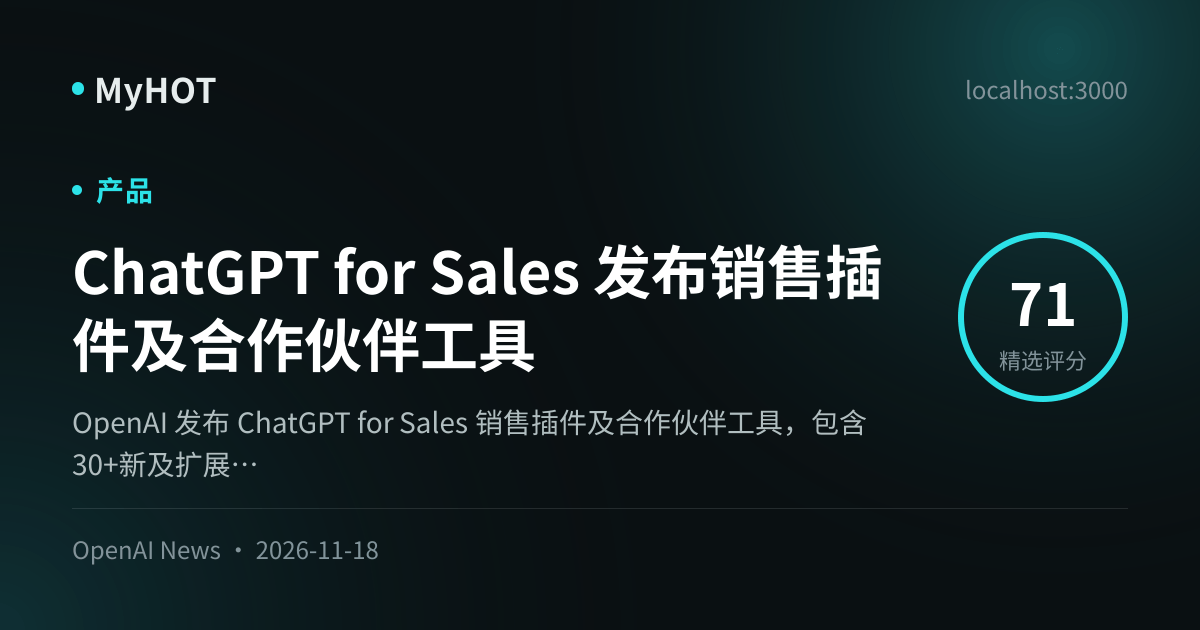 MyHOT
localhost:3000
产品
ChatGPT for Sales 发布销售插
件及合作伙伴工具
71
精选评分
OpenAI 发布 ChatGPT for Sales 销售插件及合作伙伴工具，包含
30+新及扩展…
OpenAI News • 2026-11-18